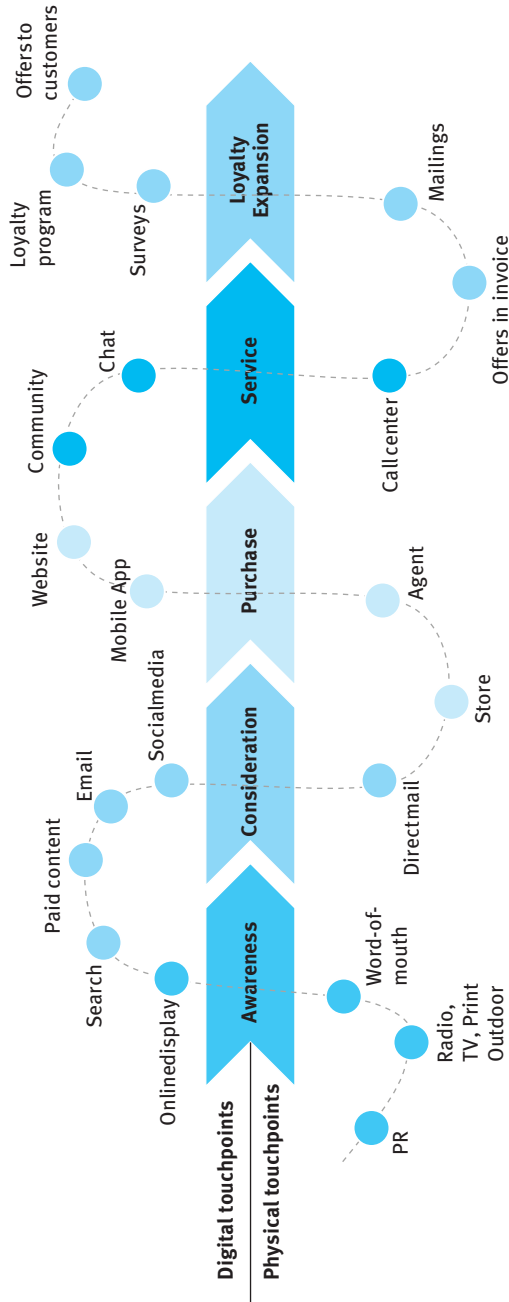 Digital touchpoints
Physical touchpoints
Awareness
Consideration
Purchase
Service
Loyalty
Expansion
PR
Radio,
TV, Print
Outdoor
Word-of-
mouth
Onlinedisplay
Search
Paid content
Email
Socialmedia
Directmail
Store
Agent
Mobile App
Website
Community
Chat
Callcenter
Offers in invoice
Mailings
Surveys
Loyalty
program
Offersto
customers